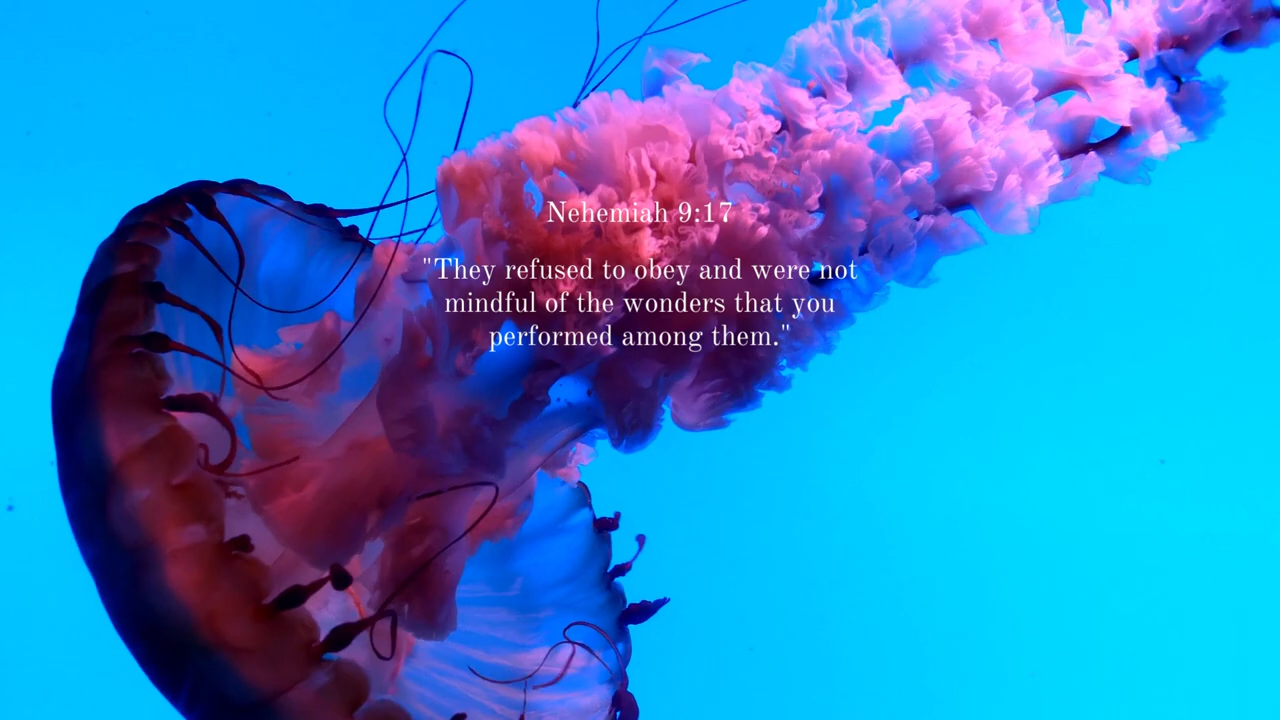 Nehemiah 9:17
"They refused to obey and were not
mindful of the wonders that you
performed among them."